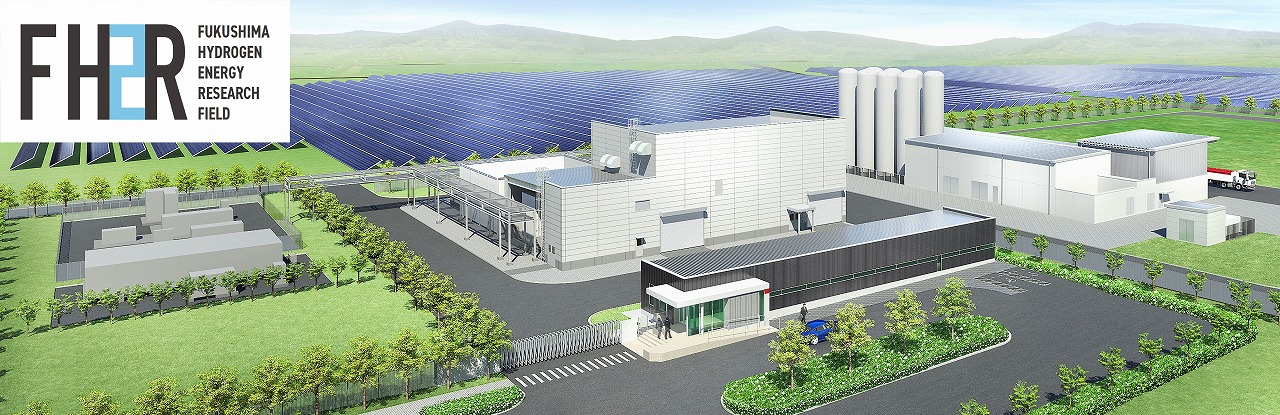 FH2R
FUKUSHIMA
HYDROGEN
ENERGY
RESEARCH
FIELD